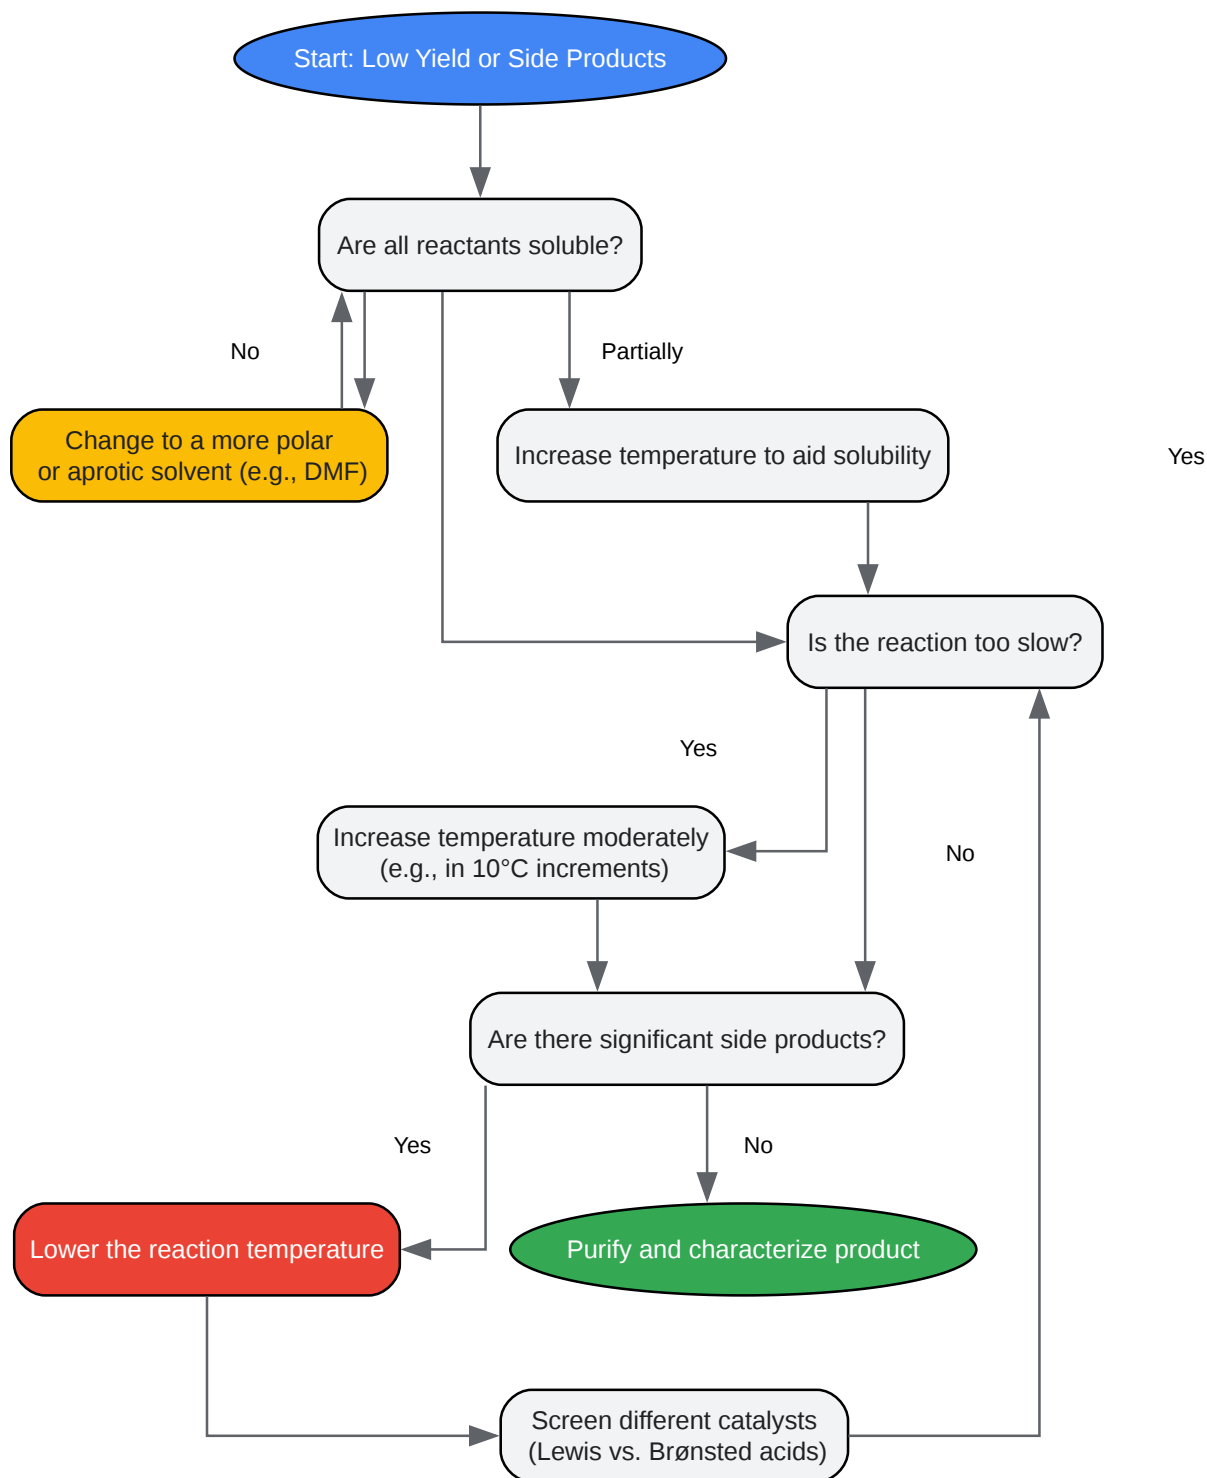 Start: Low Yield or Side Products
Are all reactants soluble?
No
Partially
Change to a more polar
or aprotic solvent (e.g., DMF)
Increase temperature to aid solubility
Yes
Is the reaction too slow?
Yes
Increase temperature moderately
(e.g., in 10°C increments)
No
Are there significant side products?
Yes
No
Lower the reaction temperature
Purify and characterize product
Screen different catalysts
(Lewis vs. Brønsted acids)